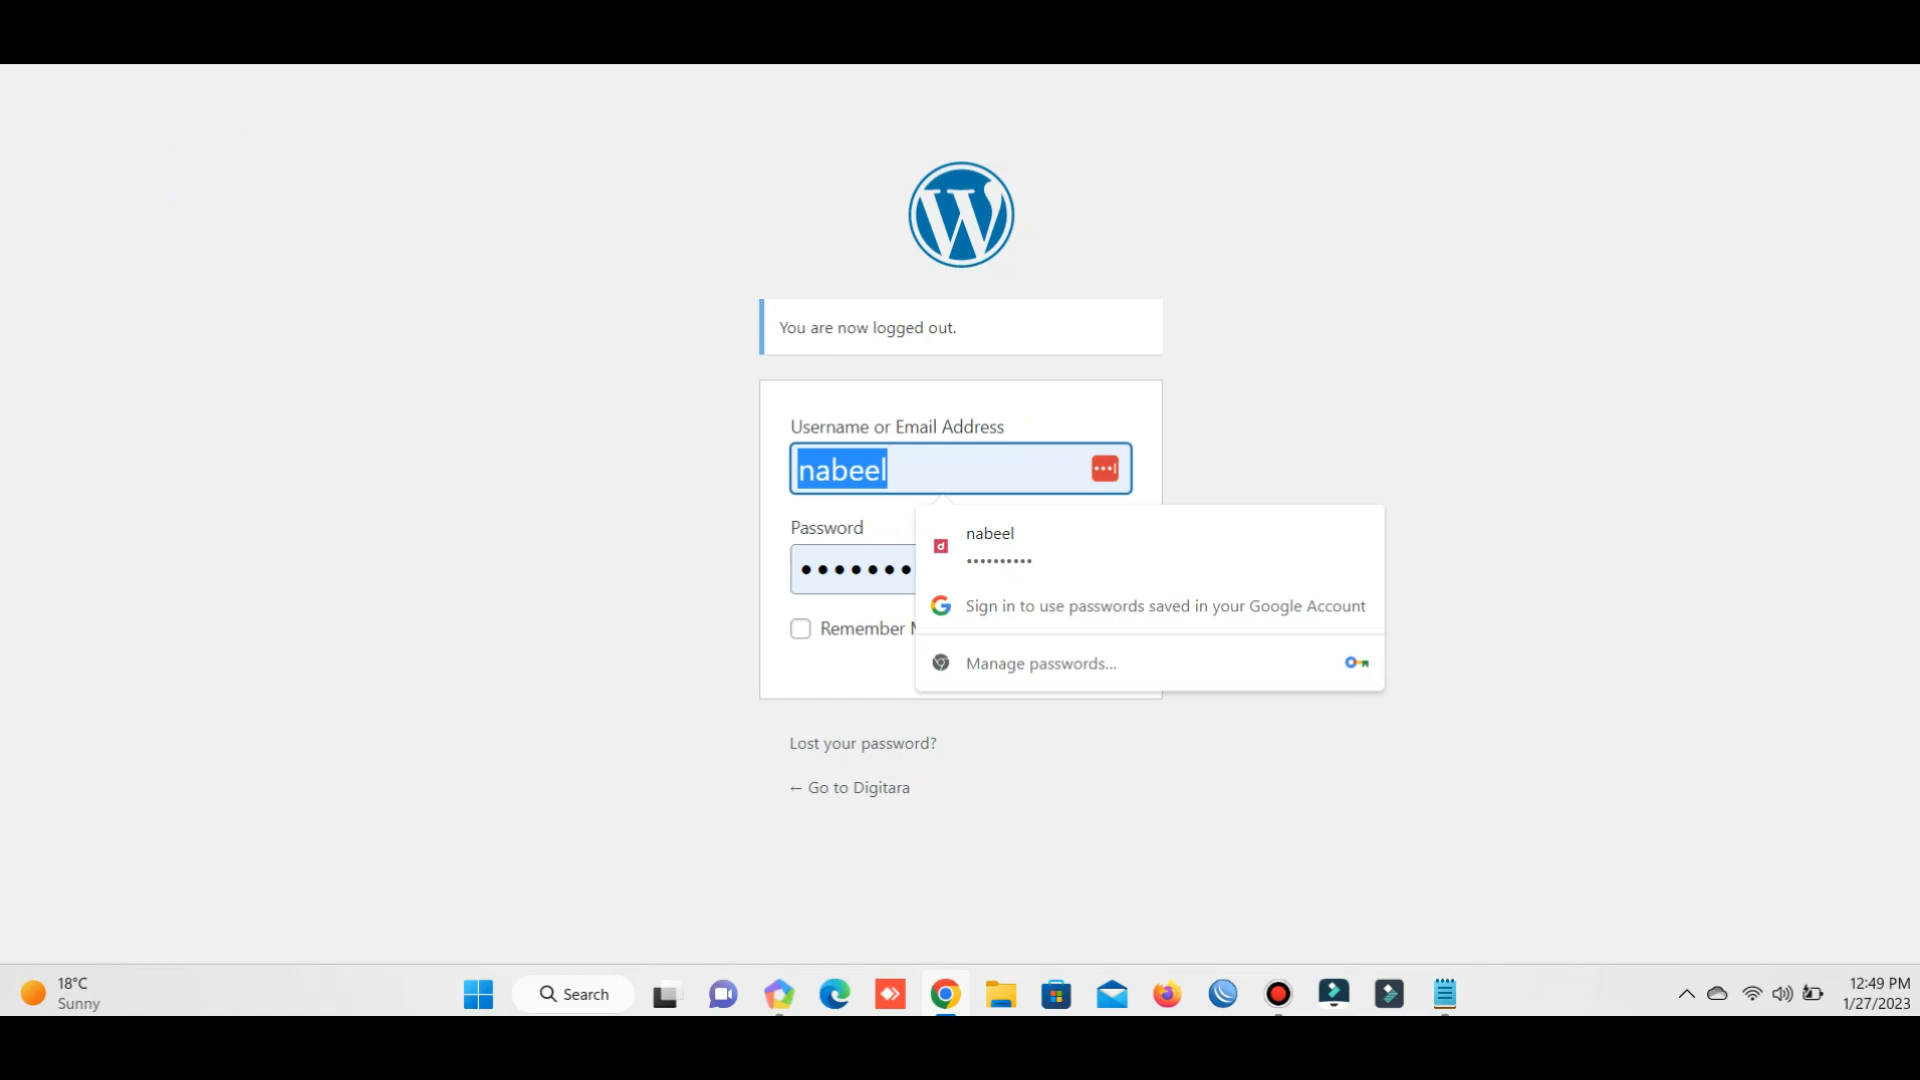 You are now logged out.
Username or Email Address
nabeel
Password
nabeel
Sign in to use passwords saved in your Google Account
Remember
Manage passwords...
Lost your password?
← Go to Digitara
18°C
Sunny
Search
12:49 PM
1/27/2023